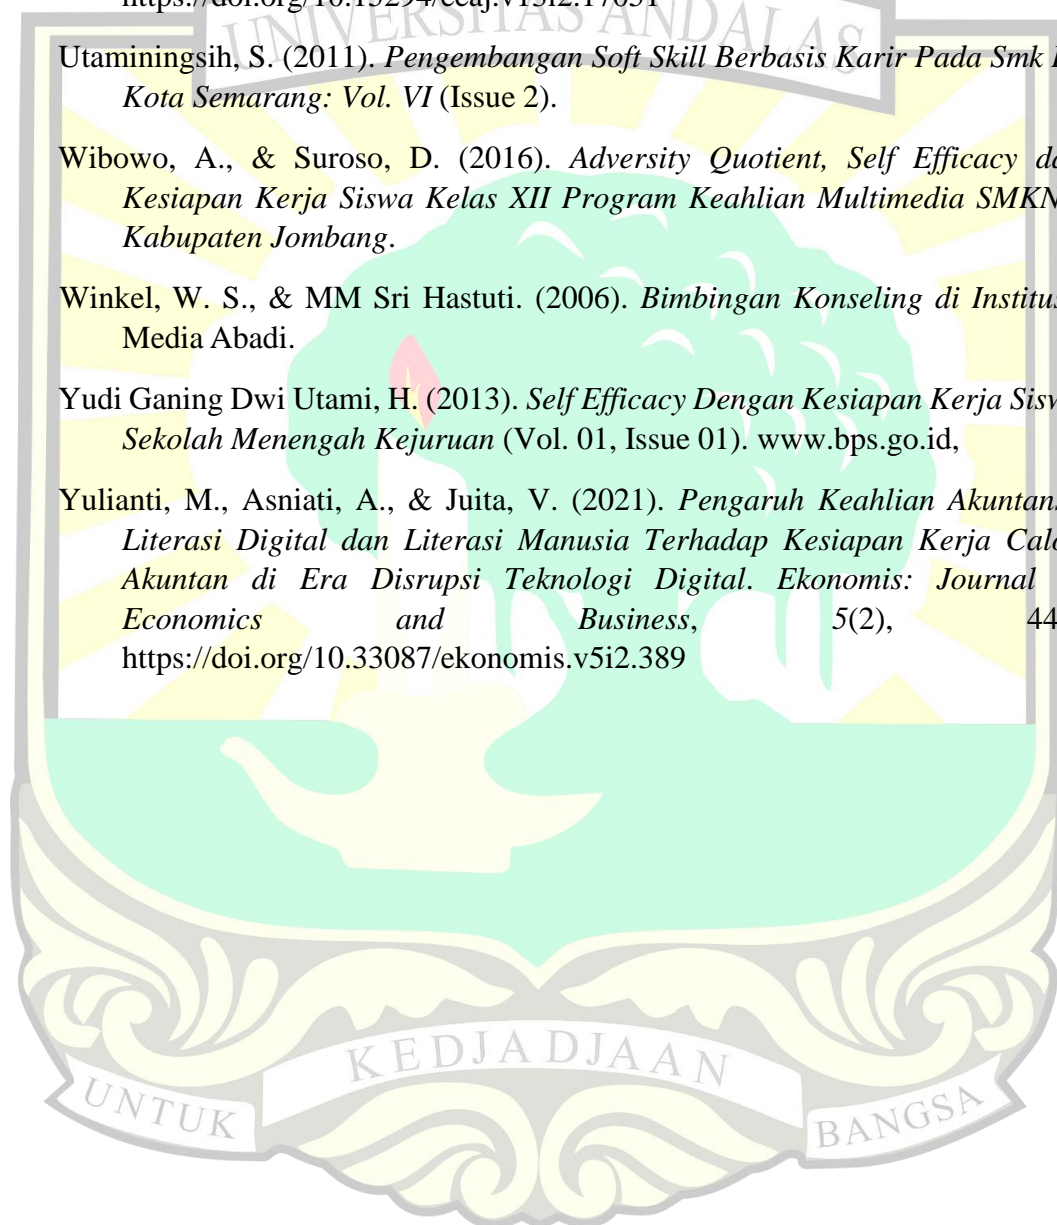 UNIVERSITAS ANDALAS
Utaminingsih, S. (2011). Pengembangan Soft Skill Berbasis Karir Pada Smk
Kota Semarang: Vol. VI (Issue 2).
Wibowo, A., & Suroso, D. (2016). Adversity Quotient, Self Efficacy
Kesiapan Kerja Siswa Kelas XII Program Keahlian Multimedia SMKN
Kabupaten Jombang.
Winkel, W. S., & MM Sri Hastuti. (2006). Bimbingan Konseling di
Media Abadi.
Yudi Ganing Dwi Utami, H. (2013). Self Efficacy Dengan Kesiapan Kerja
Sekolah Menengah Kejuruan (Vol. 01, Issue 01). www.bps.go.id,
Yulianti, M., Asniati, A., & Juita, V. (2021). Pengaruh Keahlian
Literasi Digital dan Literasi Manusia Terhadap Kesiapan Kerja
Akuntan di Era Disrupsi Teknologi Digital. Ekonomis: Journal
Economics and Business, 5(2), 44
https://doi.org/10.33087/ekonomis.v5i2.389
KEDJADJAAN
UNTUK
BANGSA